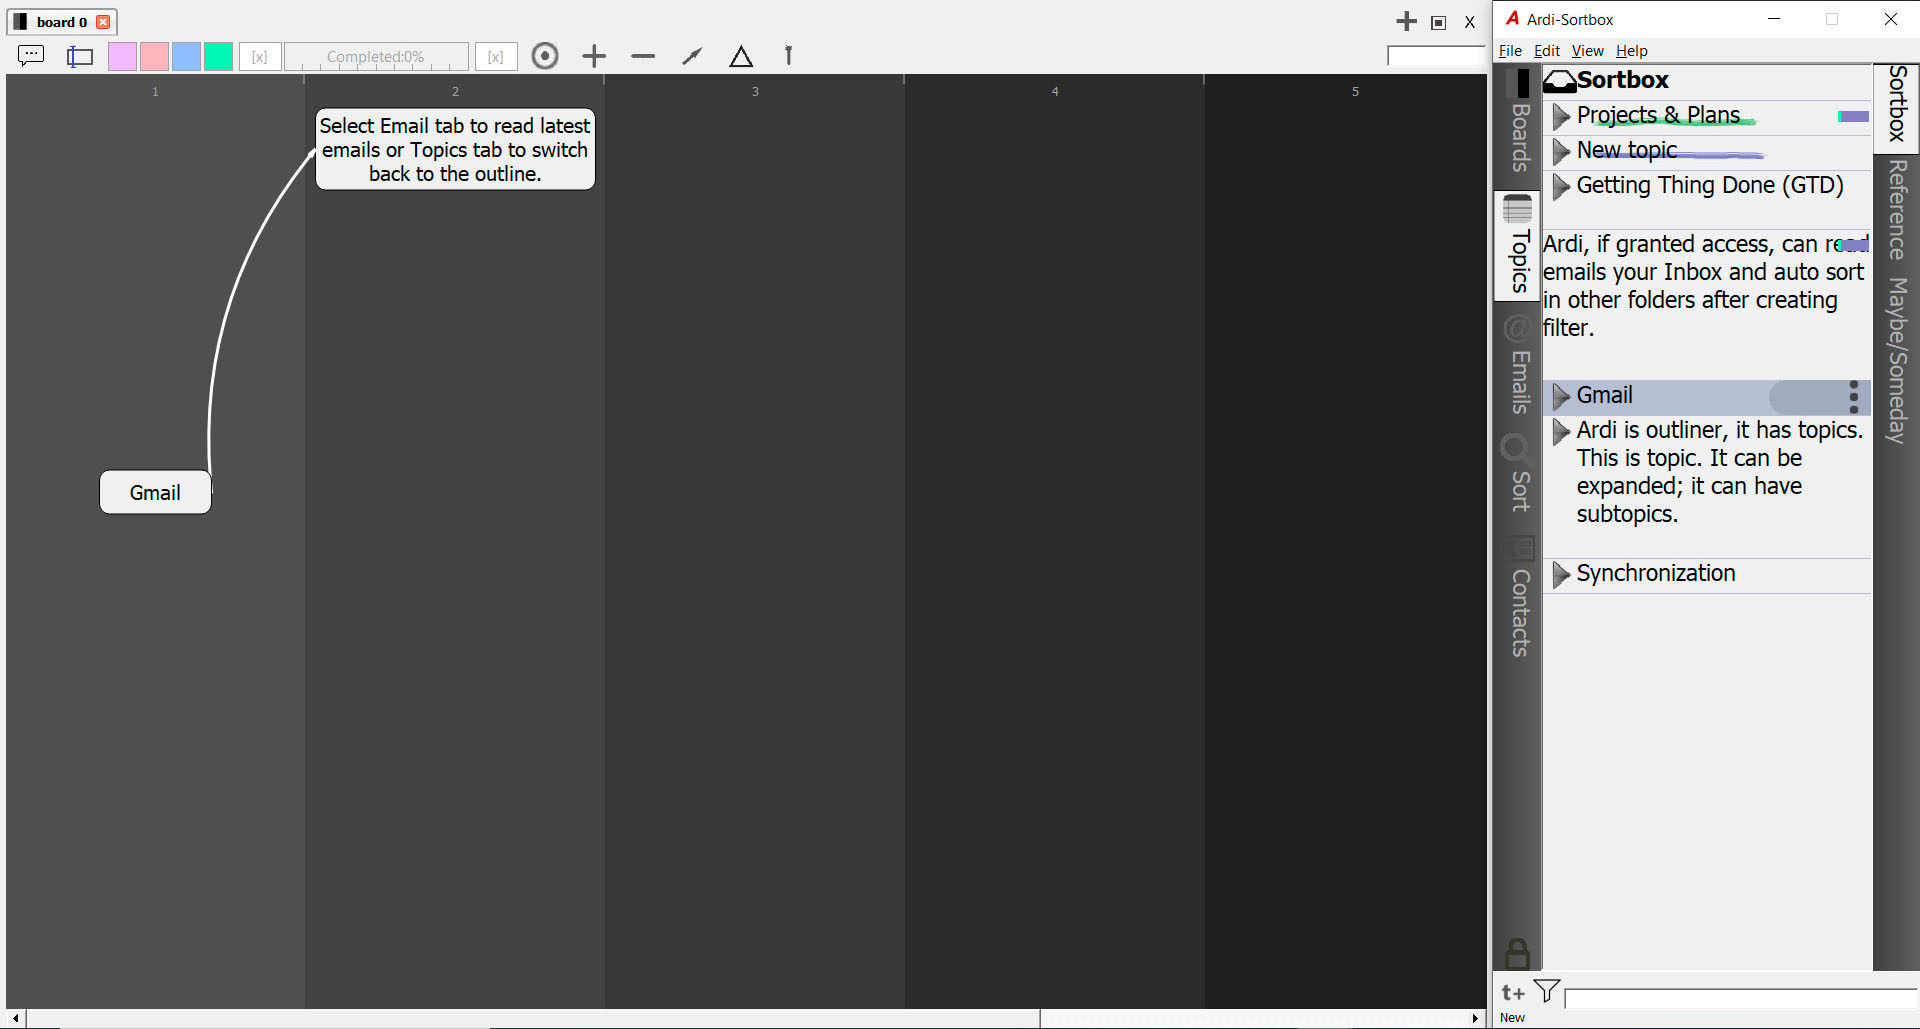 board 0
X
[x]
Completed:0%
[x]
1
2
3
4
5
Select Email tab to read latest
emails or Topics tab to switch
back to the outline.
Gmail
Ardi-Sortbox
File Edit View Help
Boards
Topics
@
Emails
Sort
Contacts
Sortbox
Projects & Plans
New topic
Getting Thing Done (GTD)
Ardi, if granted access, can read
emails your Inbox and auto sort
in other folders after creating
filter.
Gmail
Ardi is outliner, it has topics.
This is topic. It can be
expanded; it can have
subtopics.
Synchronization
Sortbox
Reference
Maybe/Someday
t+
New